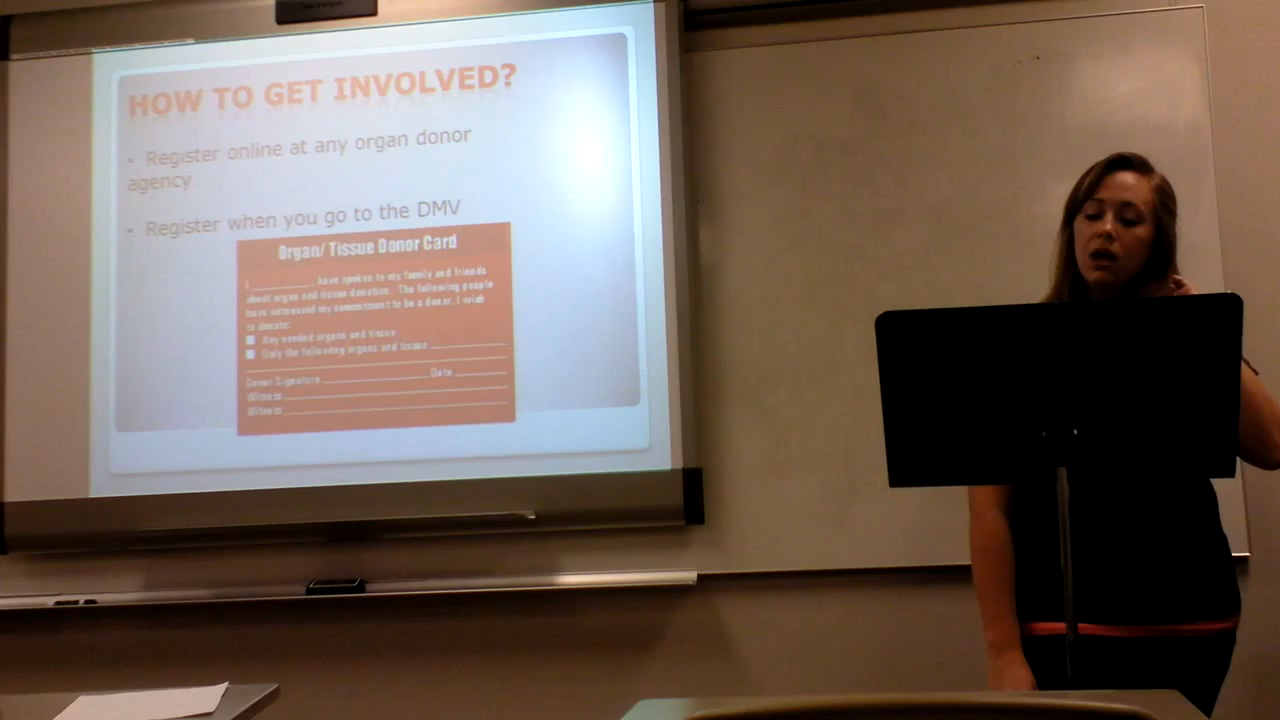 HOW TO GET INVOLVED?
- Register online at any organ donor
agency
- Register when you go to the DMV
Organ/ Tissue Donor Card
I __________, have spoken to my family and friends
about organ and tissue donation. The following people
have witnessed my commitment to be a donor. I wish
to donate:
Any needed organs and tissue
Only the following organs and tissue
Donor Signature Date
Witness
Witness